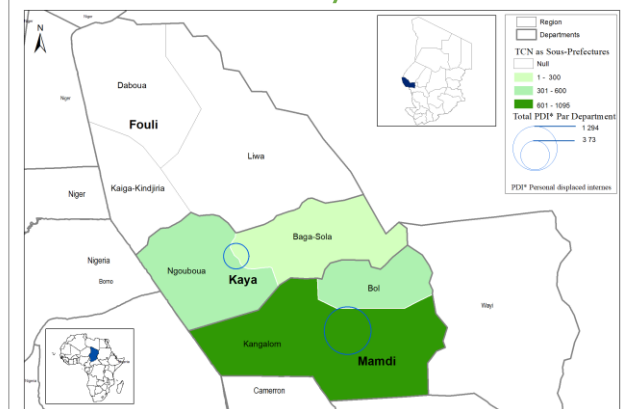 N
Region
Departments
TCN as Sous-Prefectures
Null
1 - 300
301 - 600
601 - 1095
Total PDI* Par Department
1 294
3 73
PDI* Personal displaced internes
Daboua
Fouli
Liwa
Niger
Kaiga-Kindjiria
Niger
Baga-Sola
Nigeria
Ngouboua
Kaya
Borno
Bol
Wayi
Kangalom
Mamdi
Camerron